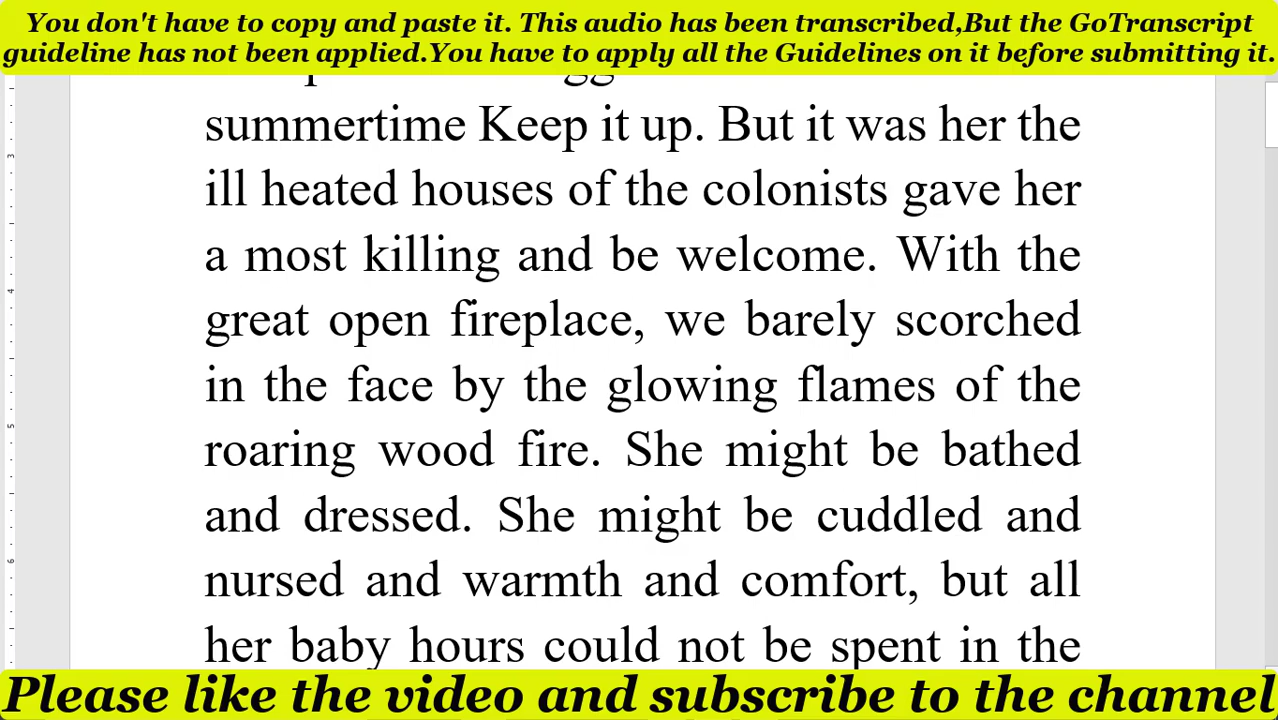 You don't have to copy and paste it. This audio has been transcribed,But the GoTranscript
guideline has not been applied.You have to apply all the Guidelines on it before submitting it.
summertime Keep it up. But it was her the
ill heated houses of the colonists gave her
a most killing and be welcome. With the
great open fireplace, we barely scorched
in the face by the glowing flames of the
roaring wood fire. She might be bathed
and dressed. She might be cuddled and
nursed and warmth and comfort, but all
her baby hours could not be spent in the
Please like the video and subscribe to the channel